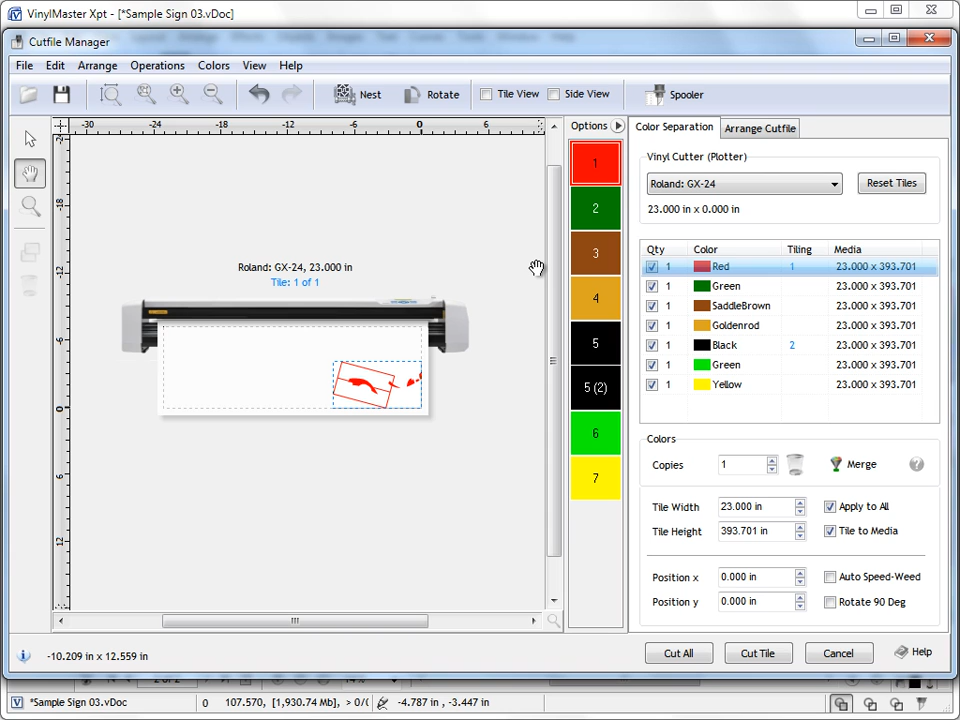 VinylMaster Xpt - [*Sample Sign 03.vDoc]
Cutfile Manager
File Edit Arrange Operations Colors View Help
Nest Rotate Tile View Side View Spooler
-30 -24 -18 -12 -6 0 6
Options
Color Separation Arrange Cutfile
-24
-18
-12
-6
0
6
12
Roland: GX-24, 23.000 in
Tile: 1 of 1
1
2
3
4
5
5 (2)
6
7
Vinyl Cutter (Plotter)
Roland: GX-24 Reset Tiles
23.000 in x 0.000 in
Qty Color Tiling Media
1 Red 1 23.000 x 393.701
1 Green 23.000 x 393.701
1 SaddleBrown 23.000 x 393.701
1 Goldenrod 23.000 x 393.701
1 Black 2 23.000 x 393.701
1 Green 23.000 x 393.701
1 Yellow 23.000 x 393.701
Colors
Copies 1 Merge ?
Tile Width 23.000 in Apply to All
Tile Height 393.701 in Tile to Media
Position x 0.000 in Auto Speed-Weed
Position y 0.000 in Rotate 90 Deg
-10.209 in x 12.559 in
Cut All Cut Tile Cancel Help
*Sample Sign 03.vDoc 0 107.570, [1,930.74 Mb], > 0/( -4.787 in , -3.447 in